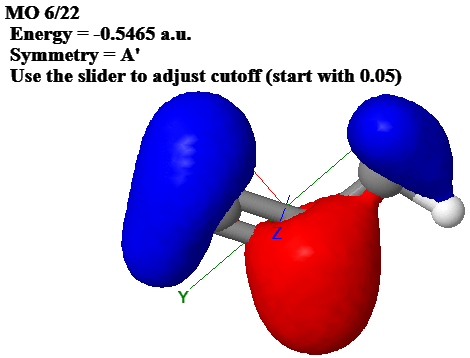 MO 6/22
Energy = -0.5465 a.u.
Symmetry = A'
Use the slider to adjust cutoff (start with 0.05)
Z
Y